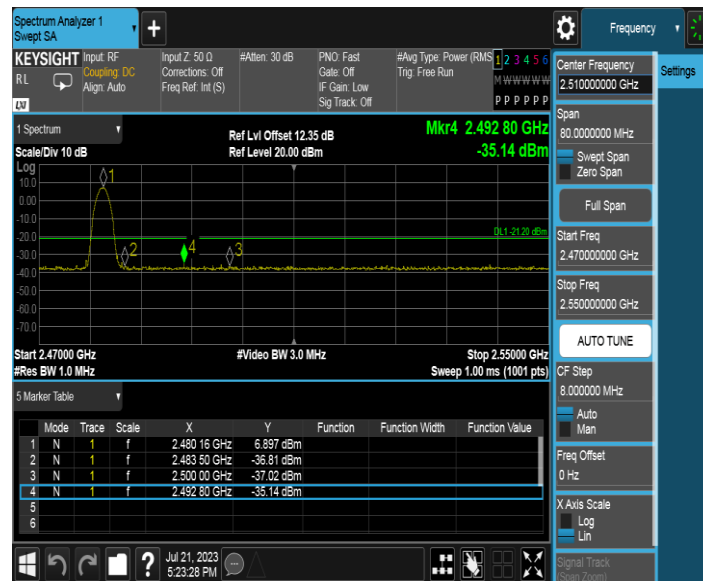 Spectrum Analyzer 1
Swept SA
+
Frequency
KEYSIGHT
RL
LXI
Input: RF
Coupling: DC
Align: Auto
Input Z: 50 Ω
Corrections: Off
Freq Ref: Int (S)
#Atten: 30 dB
PNO: Fast
Gate: Off
IF Gain: Low
Sig Track: Off
#Avg Type: Power (RMS
Trig: Free Run
1 2 3 4 5 6
M W W W W W
P P P P P P
Center Frequency
2.510000000 GHz
Settings
Span
80.0000000 MHz
Swept Span
Zero Span
Full Span
Start Freq
2.470000000 GHz
Stop Freq
2.550000000 GHz
AUTO TUNE
CF Step
8.000000 MHz
Auto
Man
Freq Offset
0 Hz
X Axis Scale
Log
Lin
Signal Track
(Span Zoom)
1 Spectrum
Scale/Div 10 dB
Ref Lvl Offset 12.35 dB
Ref Level 20.00 dBm
Mkr4 2.492 80 GHz
-35.14 dBm
Log
10.0
0.00
-10.0
-20.0
-30.0
-40.0
-50.0
-60.0
-70.0
1
2
4
3
DL1 -21.20 dBm
Start 2.47000 GHz
#Res BW 1.0 MHz
#Video BW 3.0 MHz
Stop 2.55000 GHz
Sweep 1.00 ms (1001 pts)
5 Marker Table
Mode Trace Scale X Y Function Function Width Function Value
1 N 1 f 2.480 16 GHz 6.897 dBm
2 N 1 f 2.483 50 GHz -36.81 dBm
3 N 1 f 2.500 00 GHz -37.02 dBm
4 N 1 f 2.492 80 GHz -35.14 dBm
5
6
?
Jul 21, 2023
5:23:28 PM